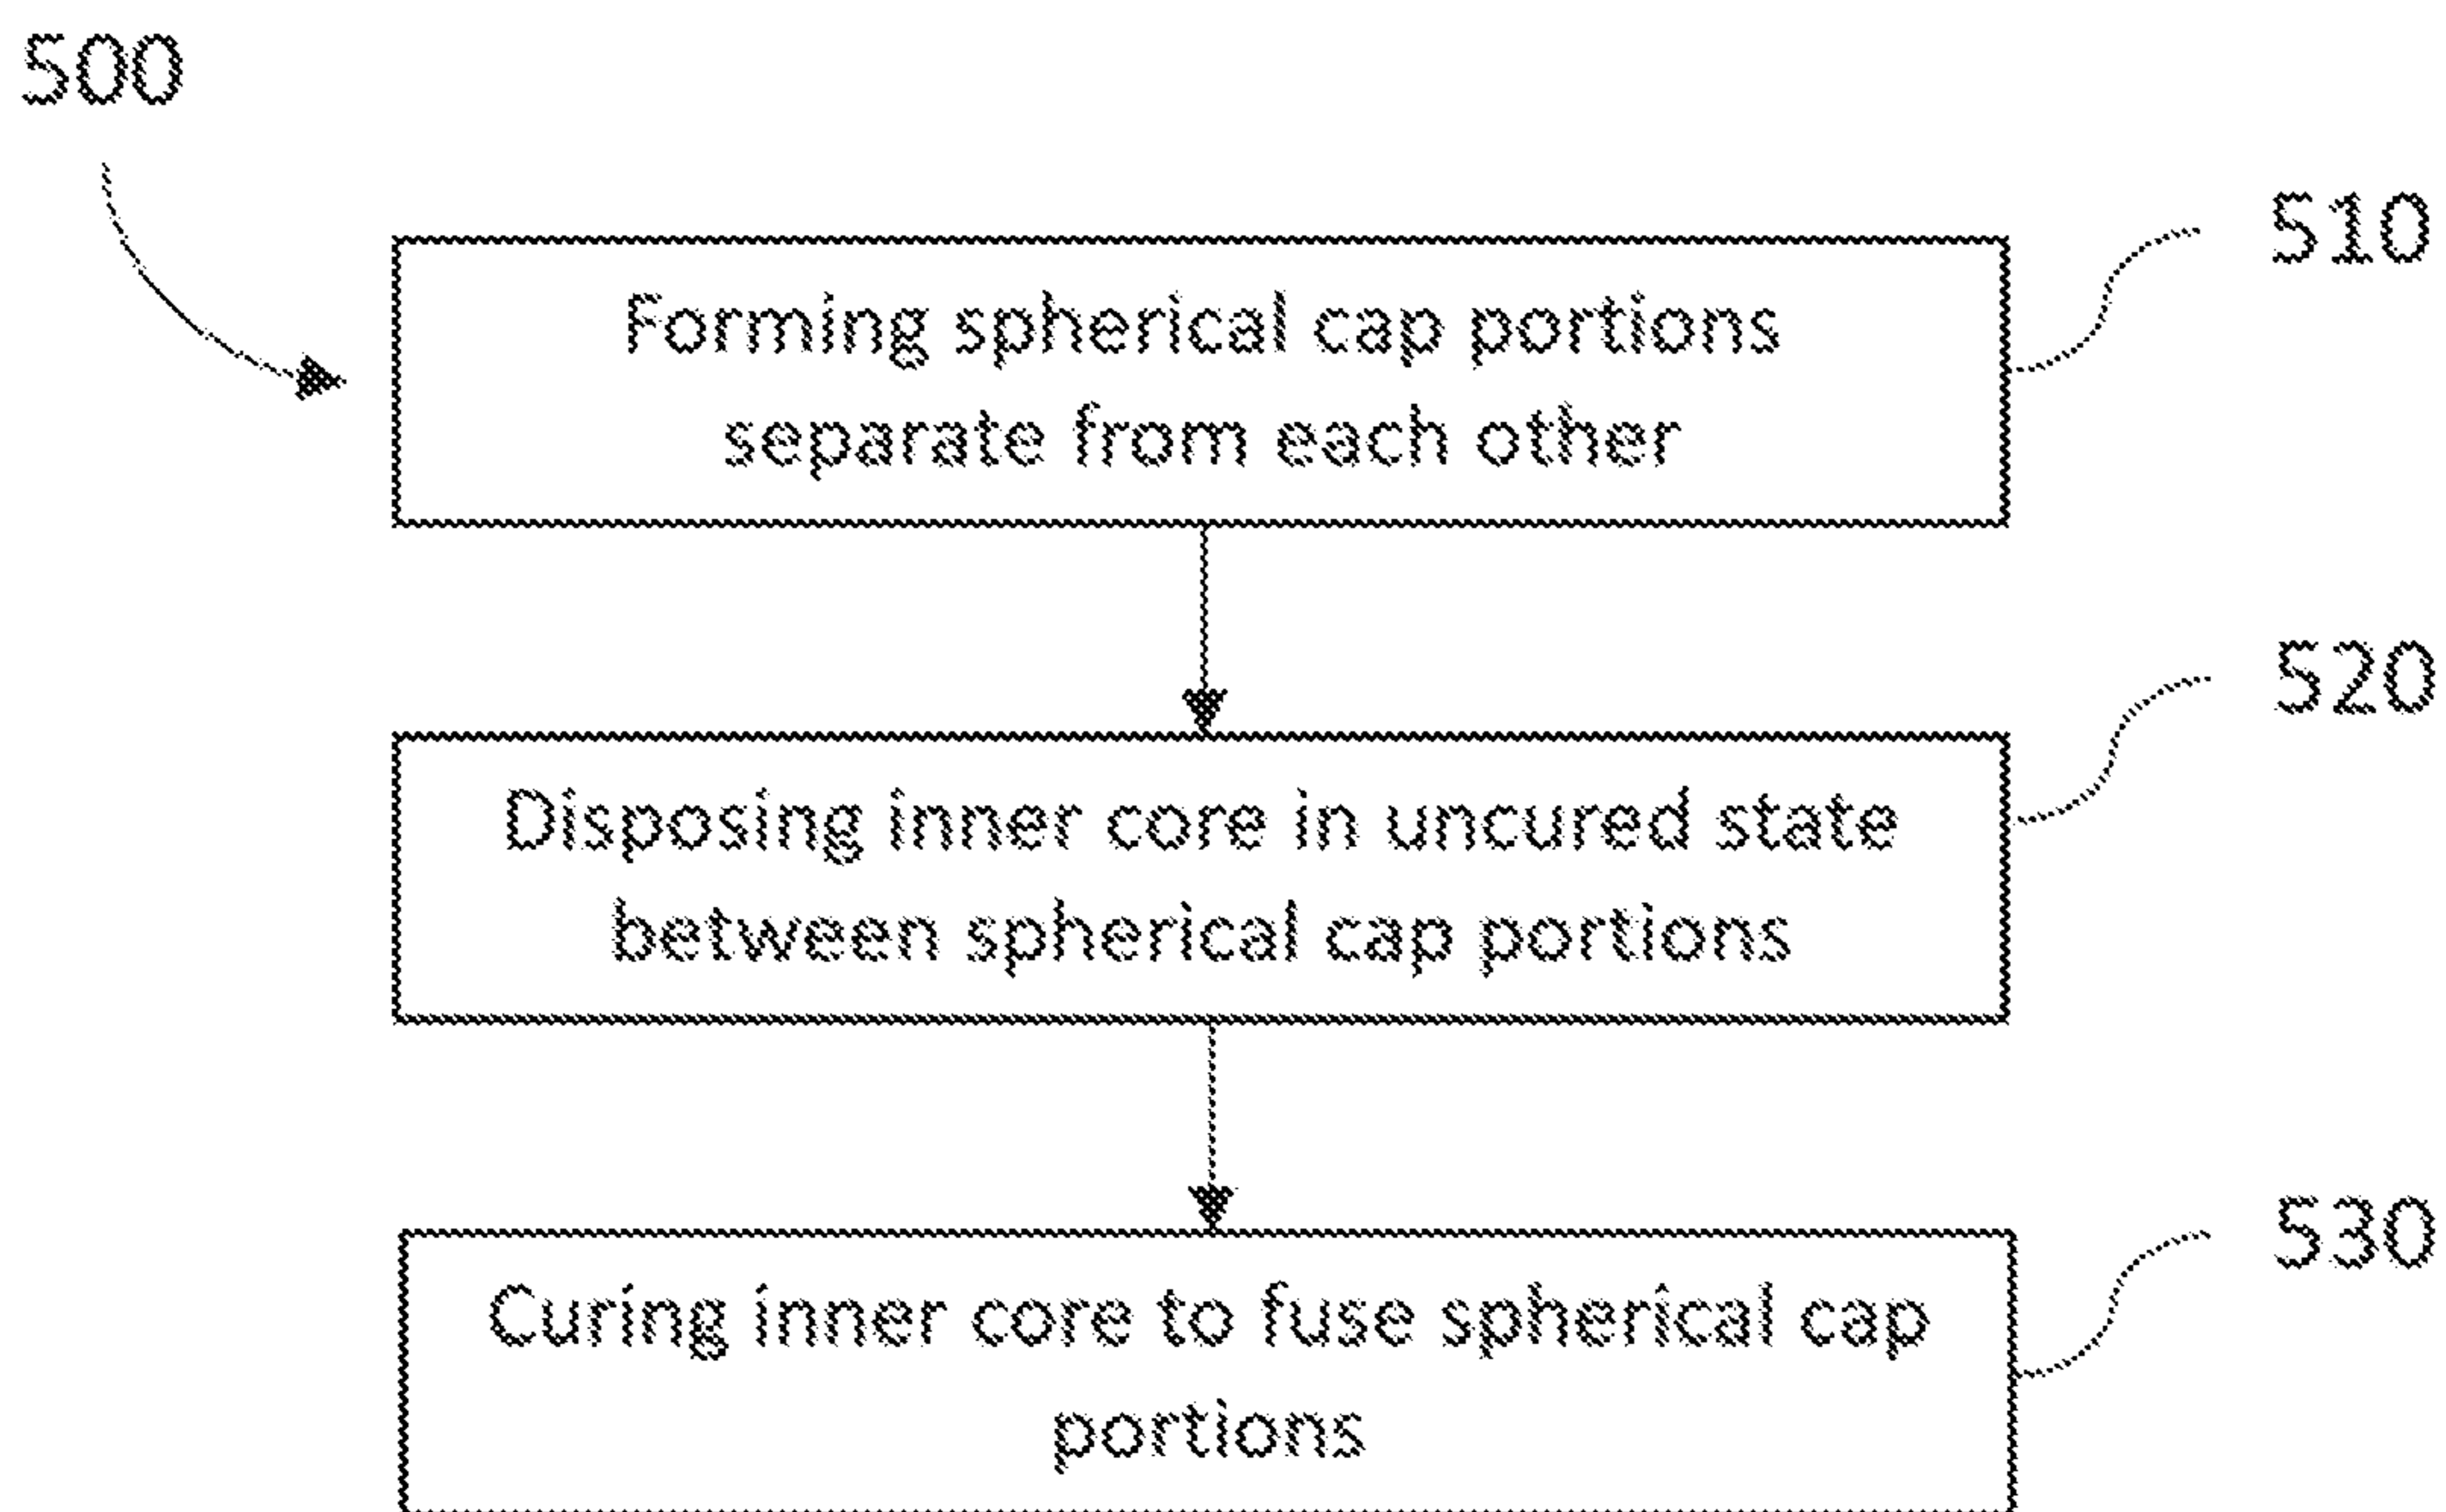 500
510
Forming spherical cap portions
separate from each other
520
Disposing inner core in uncured state
between spherical cap portions
530
Curing inner core to fuse spherical cap
portions